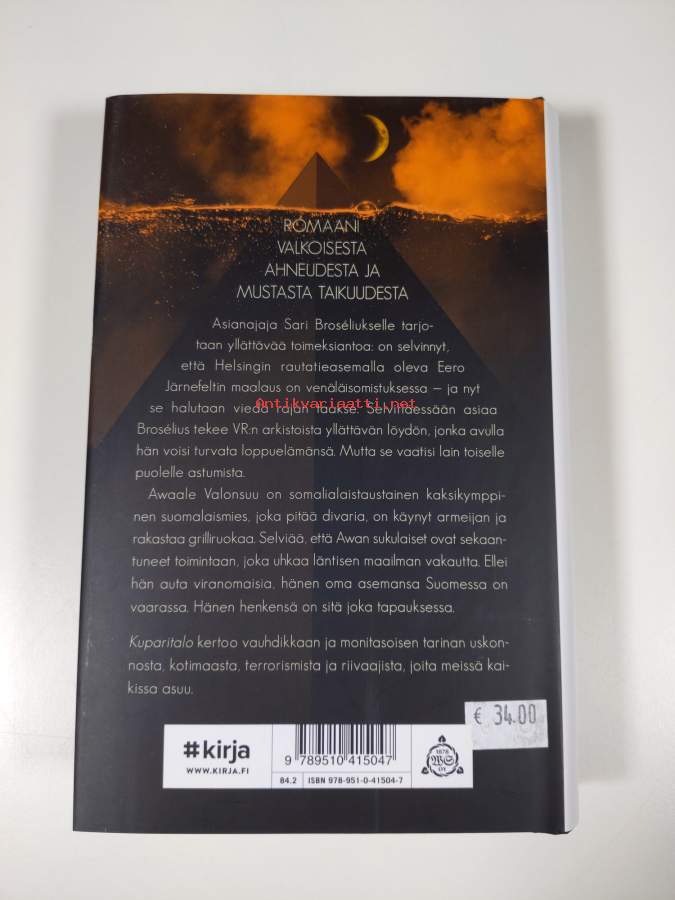 ROMAANI
VALKOISESTA
AHNEUDESTA JA
MUSTASTA TAIKUUDESTA
Asianajaja Sari Broséliukselle tarjo-
taan yllättävää toimeksiantoa: on selvinnyt,
että Helsingin rautatieasemalla oleva Eero
Järnefeltin maalaus on venäläisomistuksessa – ja nyt
Antikvariaatti.net
se halutaan viedä rajan taakse. Selvittäessään asiaa
Brosélius tekee VR:n arkistoista yllättävän löydön, jonka avulla
hän voisi turvata loppuelämänsä. Mutta se vaatisi lain toiselle
puolelle astumista.
Awaale Valonsuu on somalialaistaustainen kaksikymppi-
nen suomalaismies, joka pitää divaria, on käynyt armeijan ja
rakastaa grilliruokaa. Selviää, että Awan sukulaiset ovat sekaan-
tuneet toimintaan, joka uhkaa läntisen maailman vakautta. Ellei
hän auta viranomaisia, hänen oma asemansa Suomessa on
vaarassa. Hänen henkensä on sitä joka tapauksessa.
Kuparitalo kertoo vauhdikkaan ja monitasoisen tarinan uskon-
nosta, kotimaasta, terrorismista ja riivaajista, joita meissä kai-
kissa asuu.
€ 34.00
#kirja
WWW.KIRJA.FI
9 789510 415047
84.2 ISBN 978-951-0-41504-7
1878
WS
OY